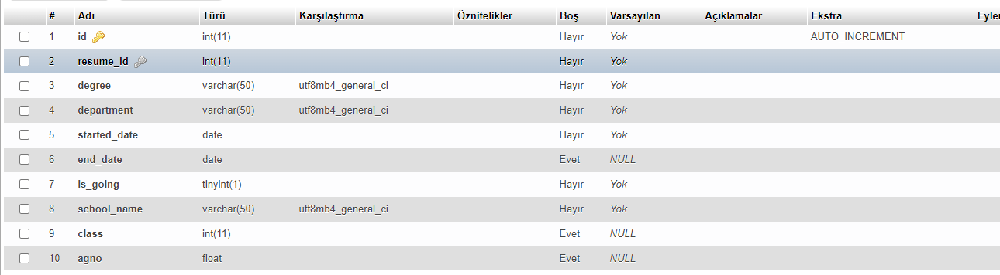 # Adı Türü Karşılaştırma Öznitelikler Boş Varsayılan Açıklamalar Ekstra Eyler
1 id int(11) Hayır Yok AUTO_INCREMENT
2 resume_id int(11) Hayır Yok
3 degree varchar(50) utf8mb4_general_ci Hayır Yok
4 department varchar(50) utf8mb4_general_ci Hayır Yok
5 started_date date Hayır Yok
6 end_date date Evet NULL
7 is_going tinyint(1) Hayır Yok
8 school_name varchar(50) utf8mb4_general_ci Hayır Yok
9 class int(11) Evet NULL
10 agno float Evet NULL